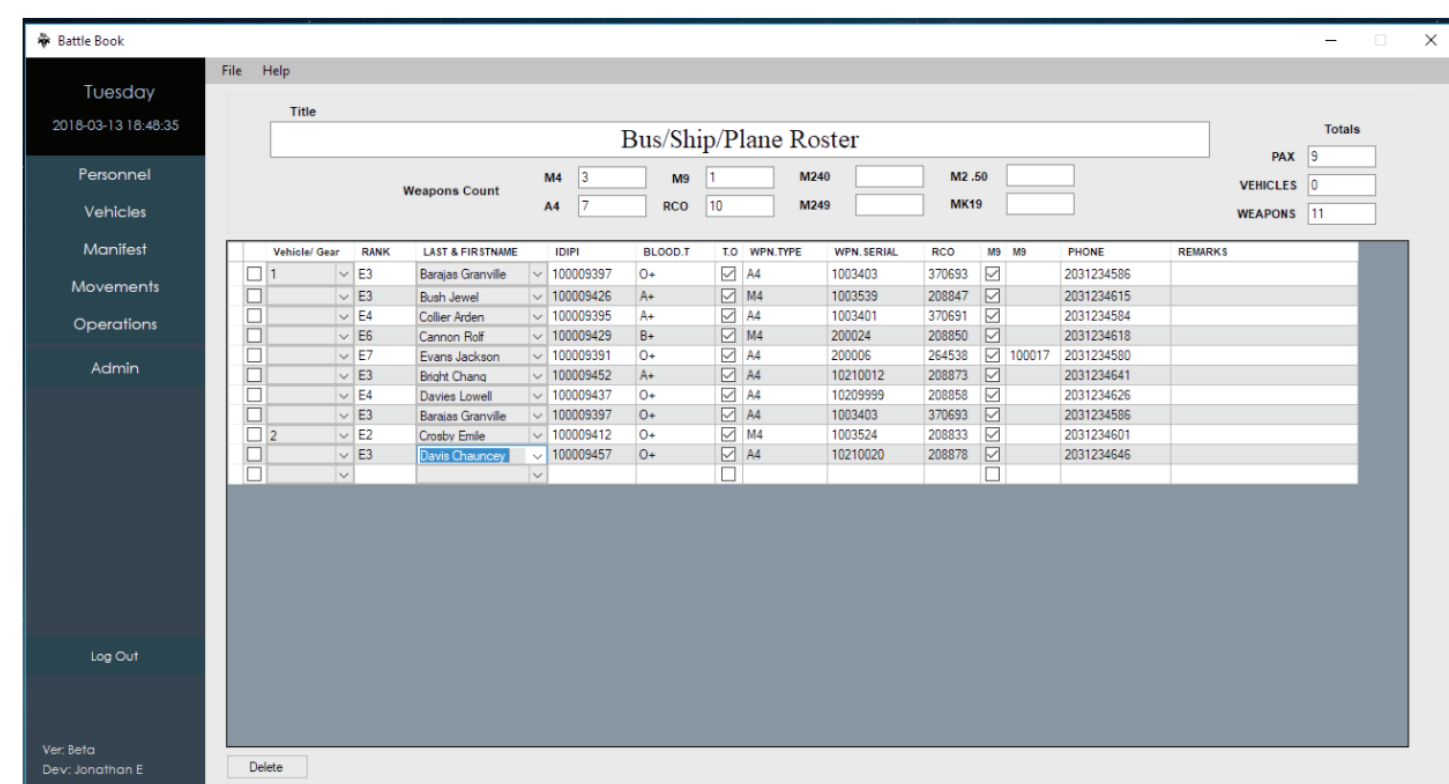 Battle Book
File Help
Tuesday
2018-03-13 18:48:35
Personnel
Vehicles
Manifest
Movements
Operations
Admin
Log Out
Ver: Beta
Dev: Jonathan E
Title
Bus/Ship/Plane Roster
Weapons Count
M4 3 M9 1 M240 M2 .50
A4 7 RCO 10 M249 MK19
Totals
PAX 9
VEHICLES 0
WEAPONS 11
Vehicle/ Gear RANK LAST & FIRSTNAME IDIPI BLOOD.T T.O WPN.TYPE WPN.SERIAL RCO M9 M9 PHONE REMARKS
1 E3 Barajas Granville 100009397 O+ A4 1003403 370693 2031234586
E3 Bush Jewel 100009426 A+ M4 1003539 208847 2031234615
E4 Collier Arden 100009395 A+ A4 1003401 370691 2031234584
E6 Cannon Rolf 100009429 B+ M4 200024 208850 2031234618
E7 Evans Jackson 100009391 O+ A4 200006 264538 100017 2031234580
E3 Bright Chang 100009452 A+ A4 10210012 208873 2031234641
E4 Davies Lowell 100009437 O+ A4 10209999 208858 2031234626
E3 Barajas Granville 100009397 O+ A4 1003403 370693 2031234586
2 E2 Crosby Emile 100009412 O+ M4 1003524 208833 2031234601
E3 Davis Chauncey 100009457 O+ A4 10210020 208878 2031234646
Delete